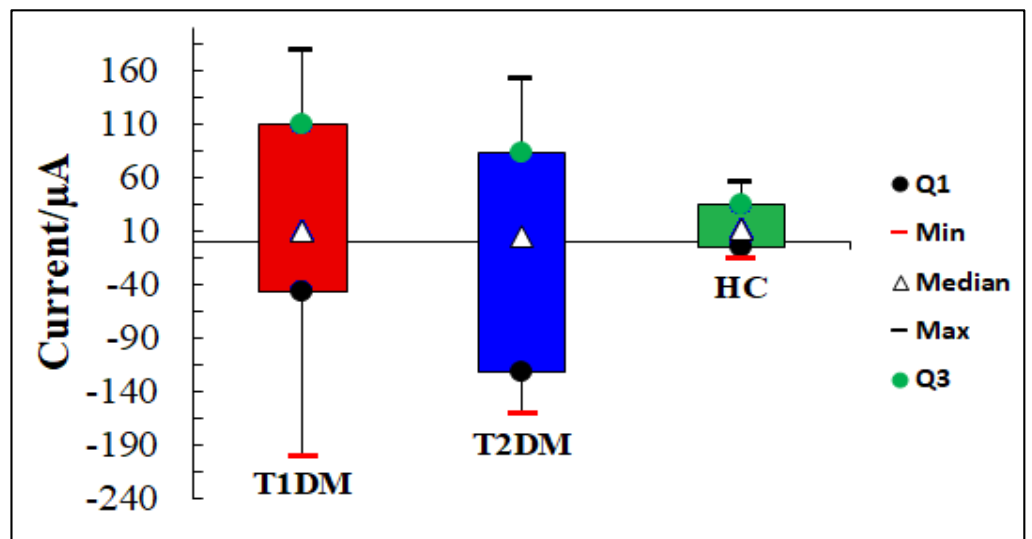 Current/µA
160
110
60
10
-40
-90
-140
-190
-240
T1DM
T2DM
HC
Q1
Min
Median
Max
Q3